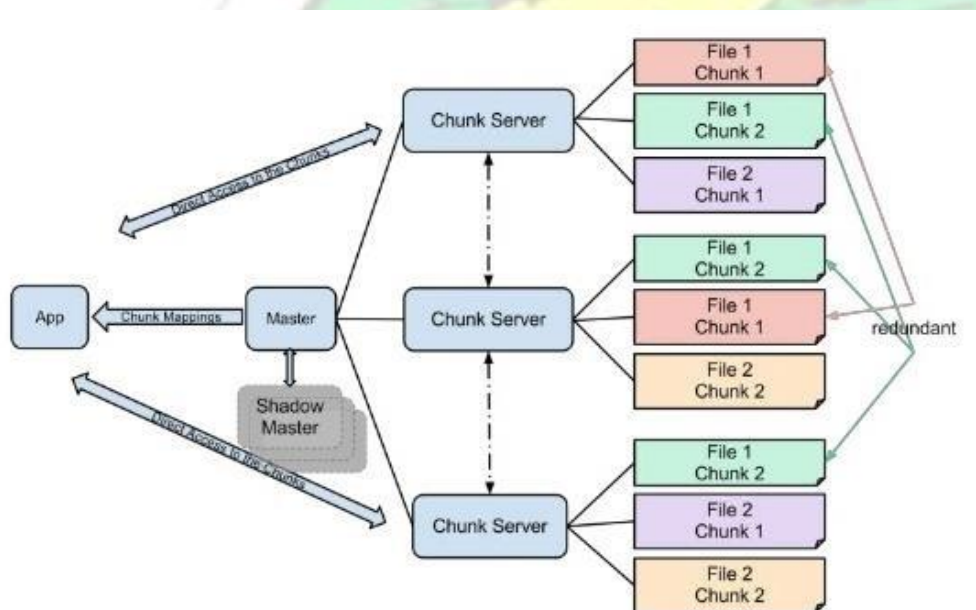 File 1
Chunk 1
Chunk Server
File 1
Chunk 2
Direct Access to the Chunks
File 2
Chunk 1
File 1
Chunk 2
App
Chunk Mappings
Master
Chunk Server
File 1
Chunk 1
redundant
Shadow
Master
File 2
Chunk 2
Direct Access to the Chunks
File 1
Chunk 2
Chunk Server
File 2
Chunk 1
File 2
Chunk 2